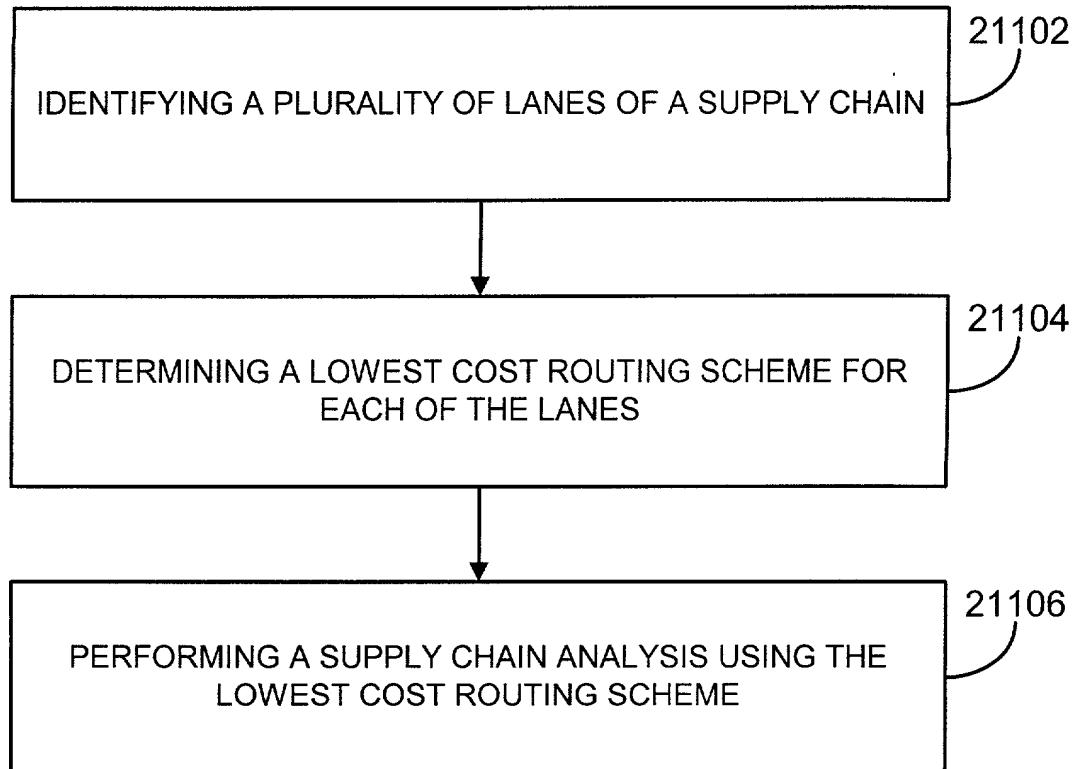 21102
IDENTIFYING A PLURALITY OF LANES OF A SUPPLY CHAIN
21104
DETERMINING A LOWEST COST ROUTING SCHEME FOR
EACH OF THE LANES
21106
PERFORMING A SUPPLY CHAIN ANALYSIS USING THE
LOWEST COST ROUTING SCHEME